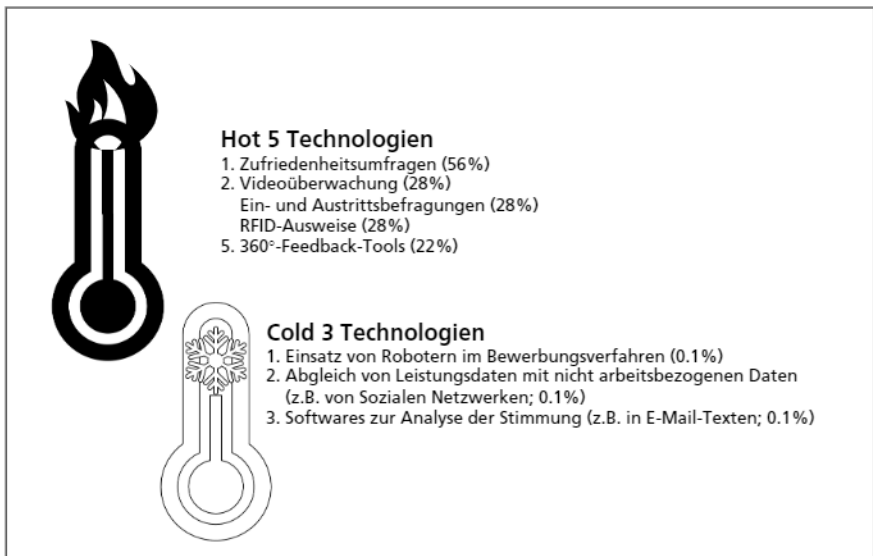 Hot 5 Technologien
1. Zufriedenheitsumfragen (56%)
2. Videoüberwachung (28%)
Ein- und Austrittsbefragungen (28%)
RFID-Ausweise (28%)
5. 360°-Feedback-Tools (22%)
Cold 3 Technologien
1. Einsatz von Robotern im Bewerbungsverfahren (0.1%)
2. Abgleich von Leistungsdaten mit nicht arbeitsbezogenen Daten
(z.B. von Sozialen Netzwerken; 0.1%)
3. Softwares zur Analyse der Stimmung (z.B. in E-Mail-Texten; 0.1%)